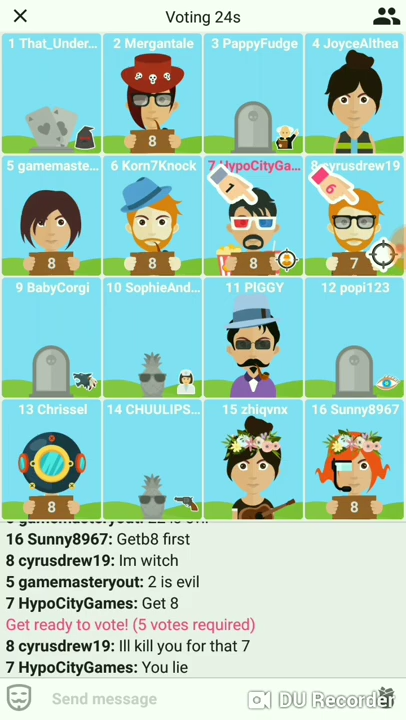 Voting 24s
1 That_Under...
2 Mergantale
3 PappyFudge
4 JoyceAlthea
8
5 gamemaste...
6 Korn7Knock
7 HypoCityGa...
8 cyrusdrew19
1
6
8
8
8
7
9 BabyCorgi
10 SophieAnd...
11 PIGGY
12 popi123
13 Chrissel
14 CHUULIPS...
15 zhiqvnx
16 Sunny8967
8
8
16 Sunny8967: Getb8 first
8 cyrusdrew19: Im witch
5 gamemasteryout: 2 is evil
7 HypoCityGames: Get 8
Get ready to vote! (5 votes required)
8 cyrusdrew19: Ill kill you for that 7
7 HypoCityGames: You lie
Send message
DU Recorder